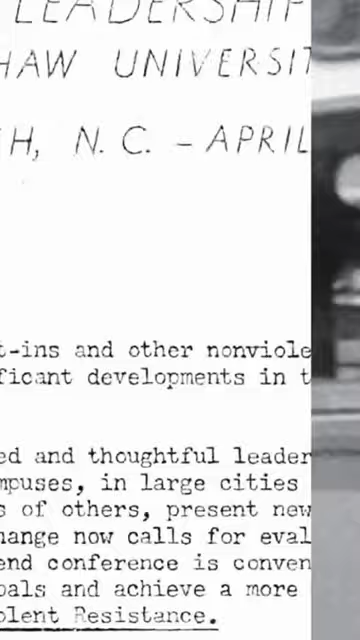 LEADERSHIP
HAW UNIVERSIT
H, N. C. - APRIL
t-ins and other nonviole
ficant developments in t
ed and thoughtful leader
mpuses, in large cities
s of others, present new
hange now calls for eval
end conference is conven
oals and achieve a more
olent Resistance.